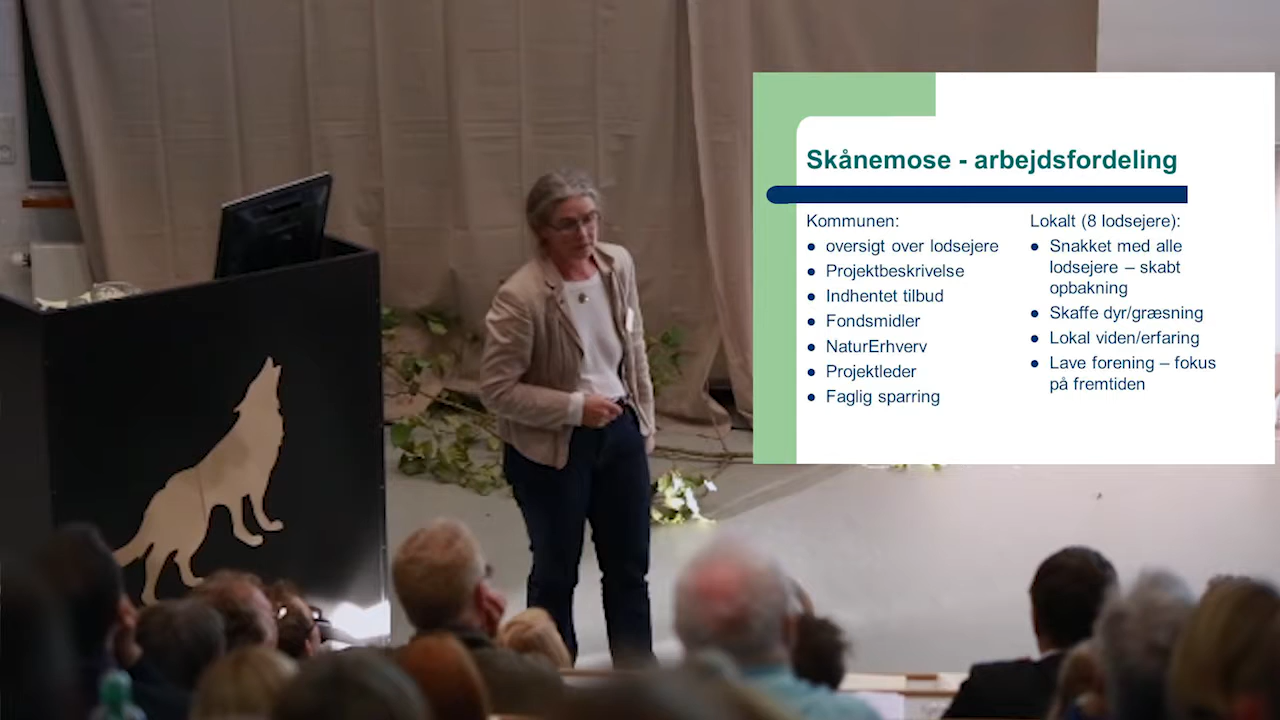 Skånemose - arbejdsfordeling
Kommunen:
● oversigt over lodsejere
● Projektbeskrivelse
● Indhentet tilbud
● Fondsmidler
● NaturErhverv
● Projektleder
● Faglig sparring
Lokalt (8 lodsejere):
● Snakket med alle
lodsejere – skabt
opbakning
● Skaffe dyr/græsning
● Lokal viden/erfaring
● Lave forening – fokus
på fremtiden